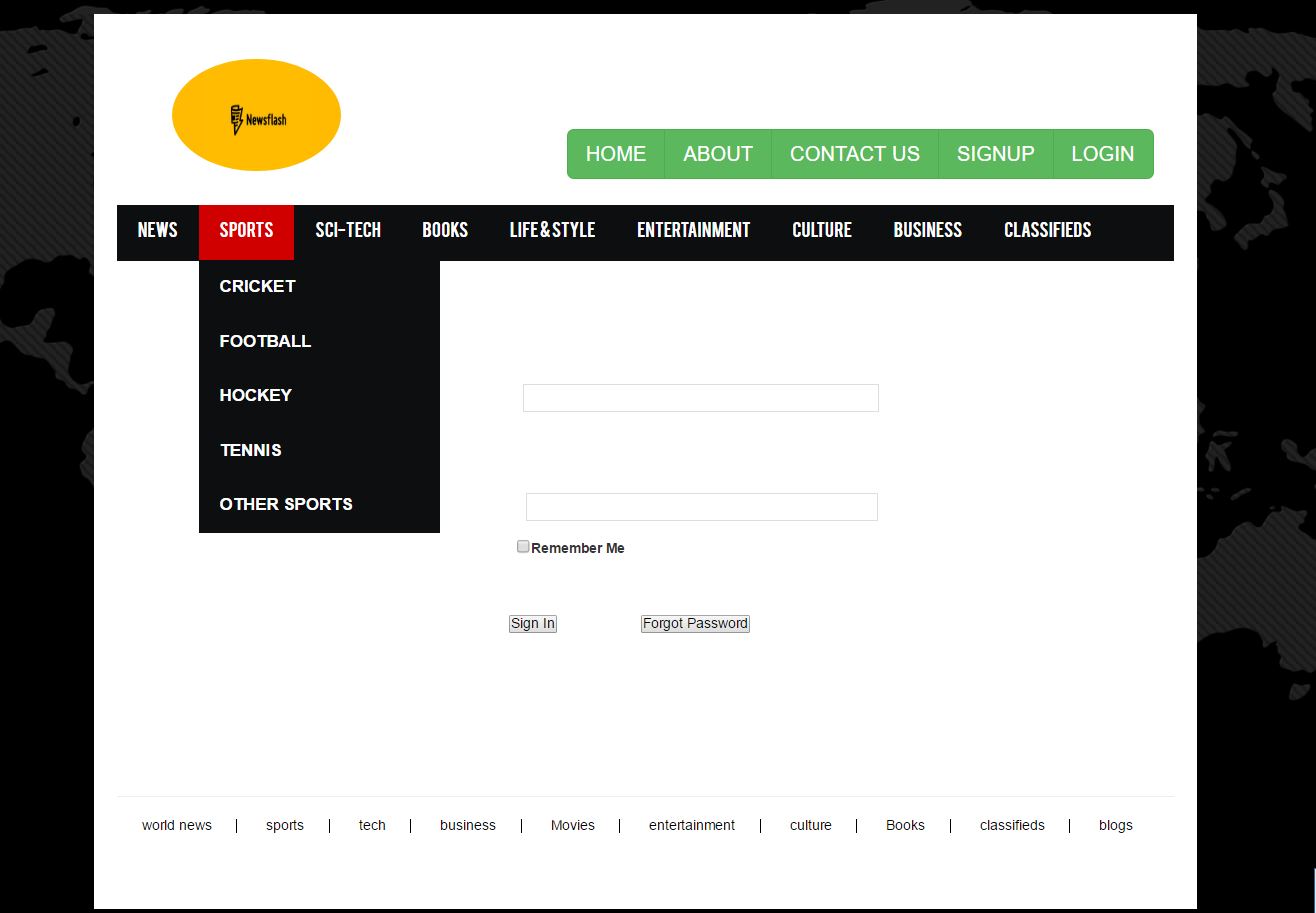 Newsflash
HOME ABOUT CONTACT US SIGNUP LOGIN
NEWS SPORTS SCI-TECH BOOKS LIFE&STYLE ENTERTAINMENT CULTURE BUSINESS CLASSIFIEDS
CRICKET
FOOTBALL
HOCKEY
TENNIS
OTHER SPORTS
Remember Me
Sign In Forgot Password
world news sports tech business Movies entertainment culture Books classifieds blogs